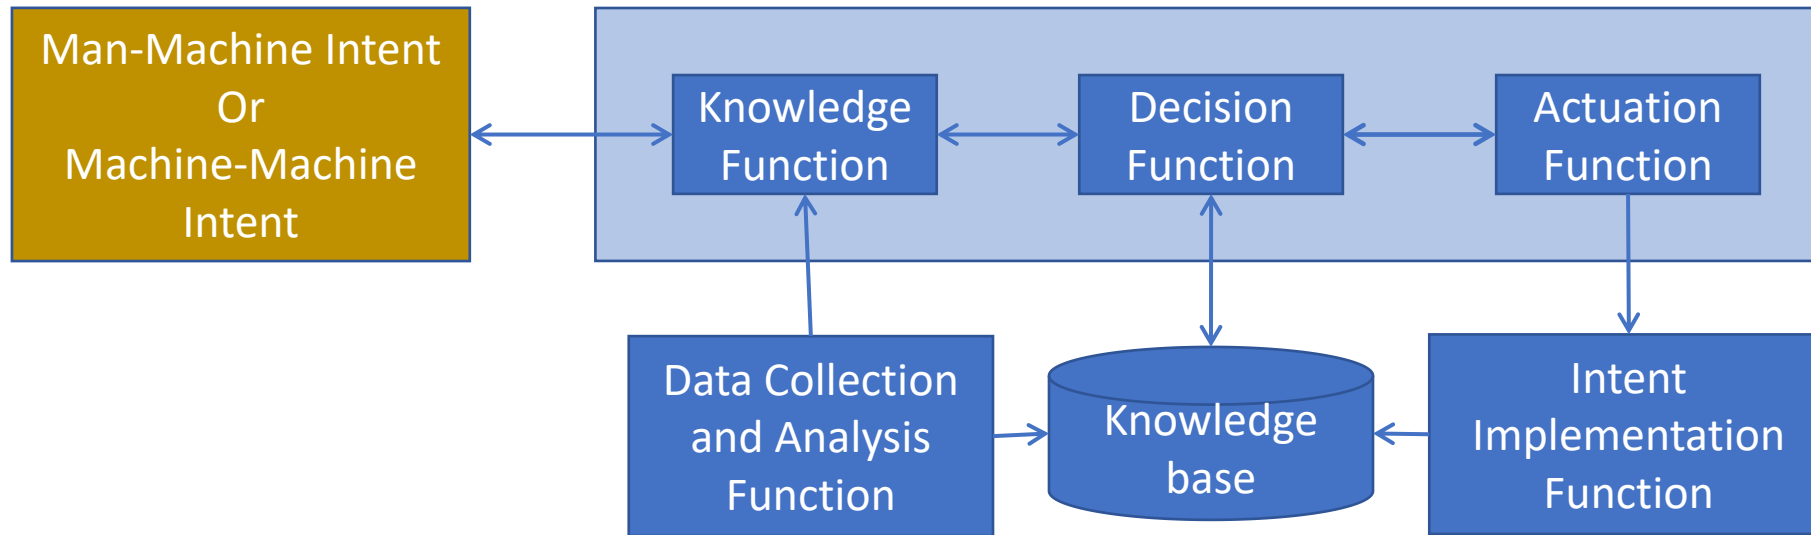 Man-Machine Intent
Or
Machine-Machine
Intent
Knowledge
Function
Decision
Function
Actuation
Function
Data Collection
and Analysis
Function
Knowledge
base
Intent
Implementation
Function